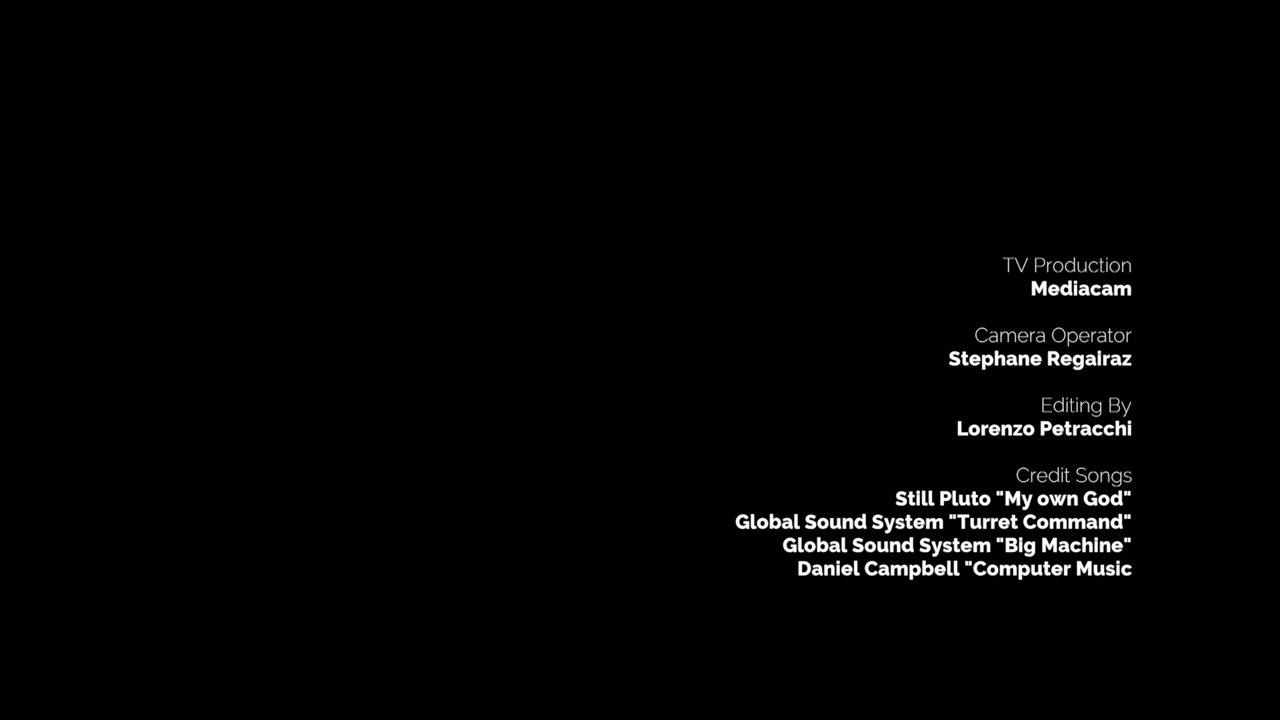 TV Production
Mediacam
Camera Operator
Stephane Regairaz
Editing By
Lorenzo Petracchi
Credit Songs
Still Pluto "My own God"
Global Sound System "Turret Command"
Global Sound System "Big Machine"
Daniel Campbell "Computer Music